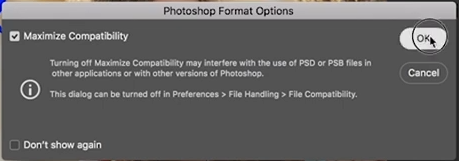 Photoshop Format Options
Maximize Compatibility
OK
Turning off Maximize Compatibility may interfere with the use of PSD or PSB files in
other applications or with other versions of Photoshop.
Cancel
This dialog can be turned off in Preferences > File Handling > File Compatibility.
Don't show again